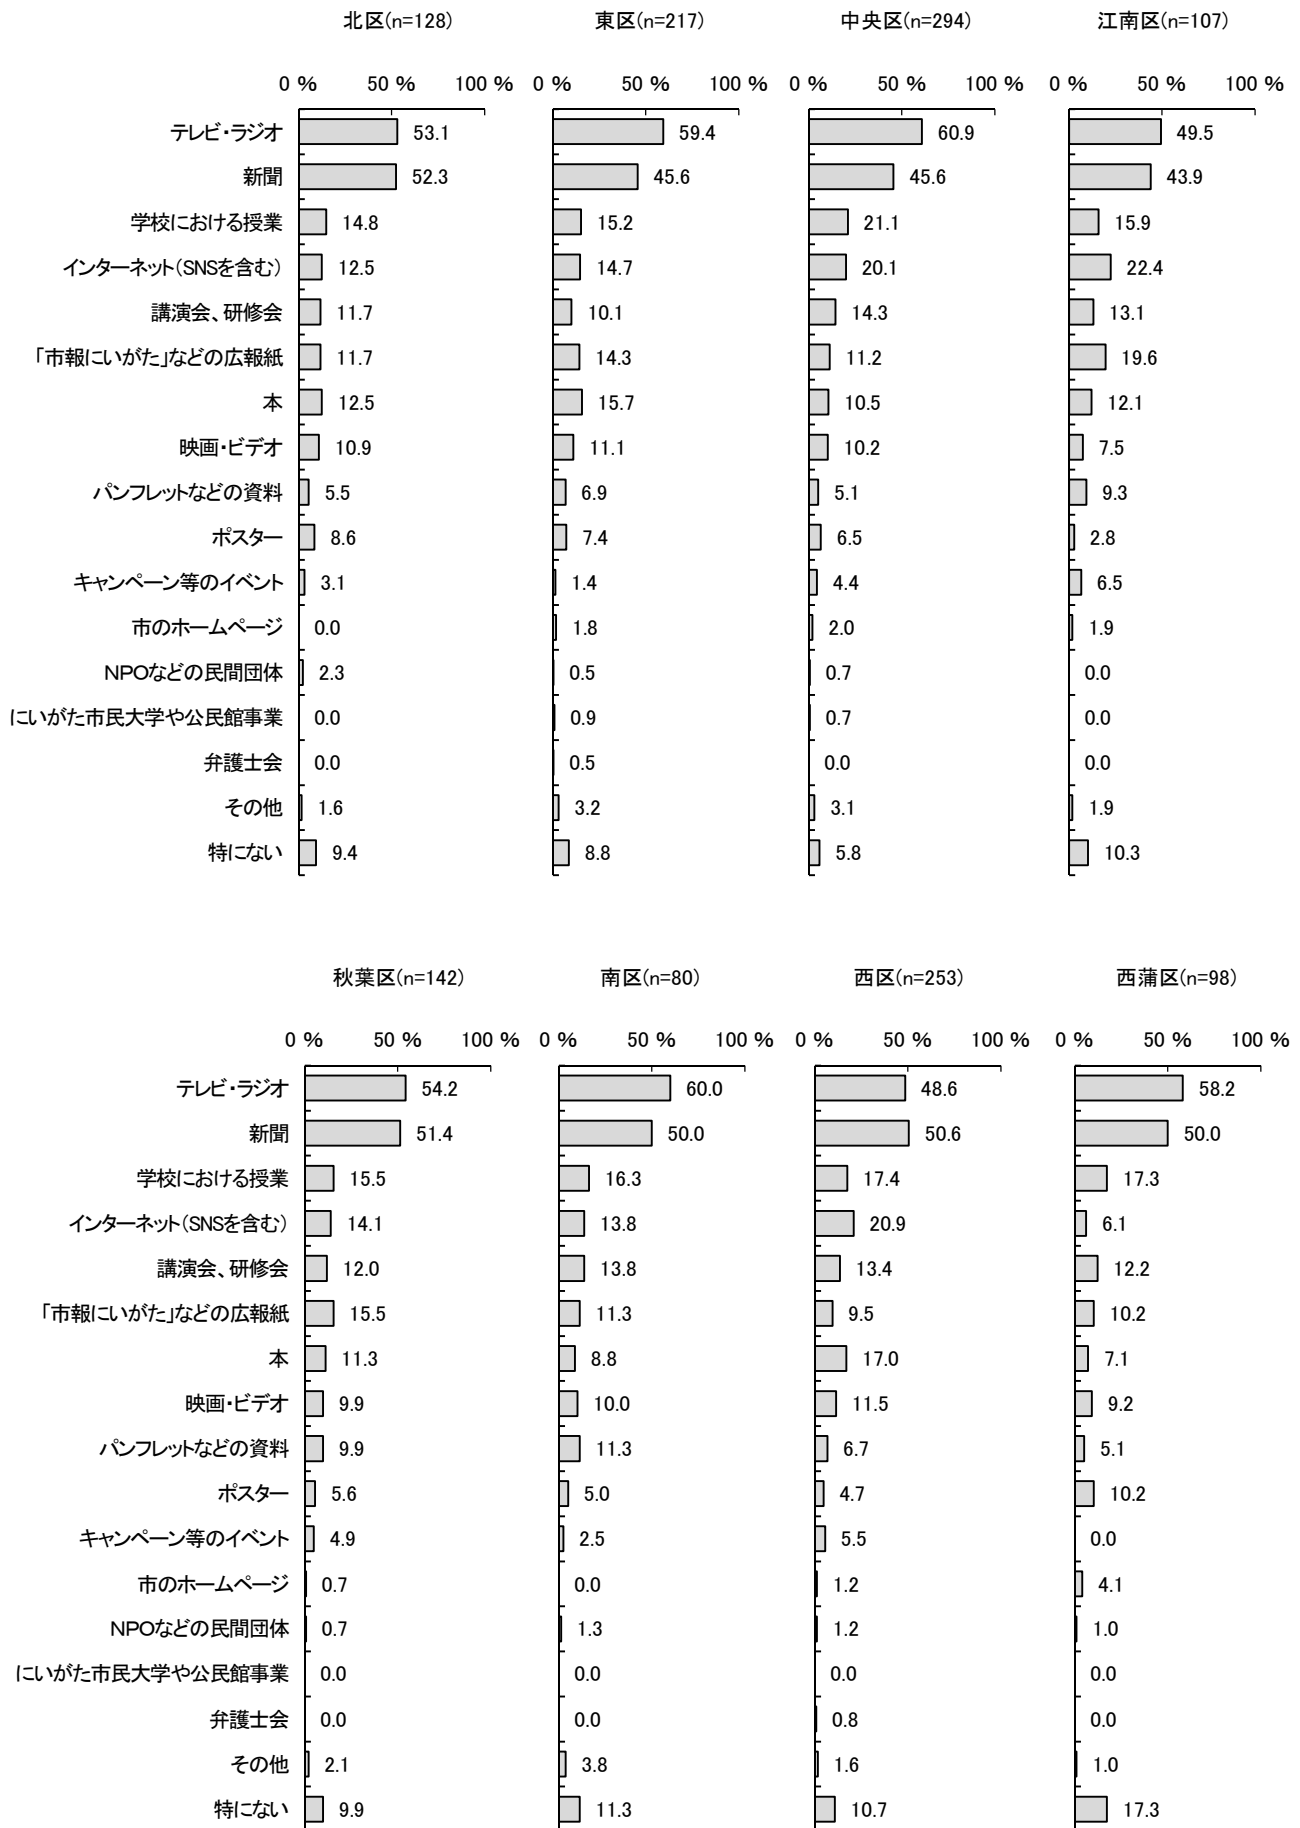 北区(n=128) 東区(n=217) 中央区(n=294) 江南区(n=107)
0 % 50 % 100 % 0 % 50 % 100 % 0 % 50 % 100 % 0 % 50 % 100 %
テレビ・ラジオ 53.1 59.4 60.9 49.5
新聞 52.3 45.6 45.6 43.9
学校における授業 14.8 15.2 21.1 15.9
インターネット(SNSを含む) 12.5 14.7 20.1 22.4
講演会、研修会 11.7 10.1 14.3 13.1
「市報にいがた」などの広報紙 11.7 14.3 11.2 19.6
本 12.5 15.7 10.5 12.1
映画・ビデオ 10.9 11.1 10.2 7.5
パンフレットなどの資料 5.5 6.9 5.1 9.3
ポスター 8.6 7.4 6.5 2.8
キャンペーン等のイベント 3.1 1.4 4.4 6.5
市のホームページ 0.0 1.8 2.0 1.9
NPOなどの民間団体 2.3 0.5 0.7 0.0
にいがた市民大学や公民館事業 0.0 0.9 0.7 0.0
弁護士会 0.0 0.5 0.0 0.0
その他 1.6 3.2 3.1 1.9
特にない 9.4 8.8 5.8 10.3
秋葉区(n=142) 南区(n=80) 西区(n=253) 西蒲区(n=98)
0 % 50 % 100 % 0 % 50 % 100 % 0 % 50 % 100 % 0 % 50 % 100 %
テレビ・ラジオ 54.2 60.0 48.6 58.2
新聞 51.4 50.0 50.6 50.0
学校における授業 15.5 16.3 17.4 17.3
インターネット(SNSを含む) 14.1 13.8 20.9 6.1
講演会、研修会 12.0 13.8 13.4 12.2
「市報にいがた」などの広報紙 15.5 11.3 9.5 10.2
本 11.3 8.8 17.0 7.1
映画・ビデオ 9.9 10.0 11.5 9.2
パンフレットなどの資料 9.9 11.3 6.7 5.1
ポスター 5.6 5.0 4.7 10.2
キャンペーン等のイベント 4.9 2.5 5.5 0.0
市のホームページ 0.7 0.0 1.2 4.1
NPOなどの民間団体 0.7 1.3 1.2 1.0
にいがた市民大学や公民館事業 0.0 0.0 0.0 0.0
弁護士会 0.0 0.0 0.8 0.0
その他 2.1 3.8 1.6 1.0
特にない 9.9 11.3 10.7 17.3